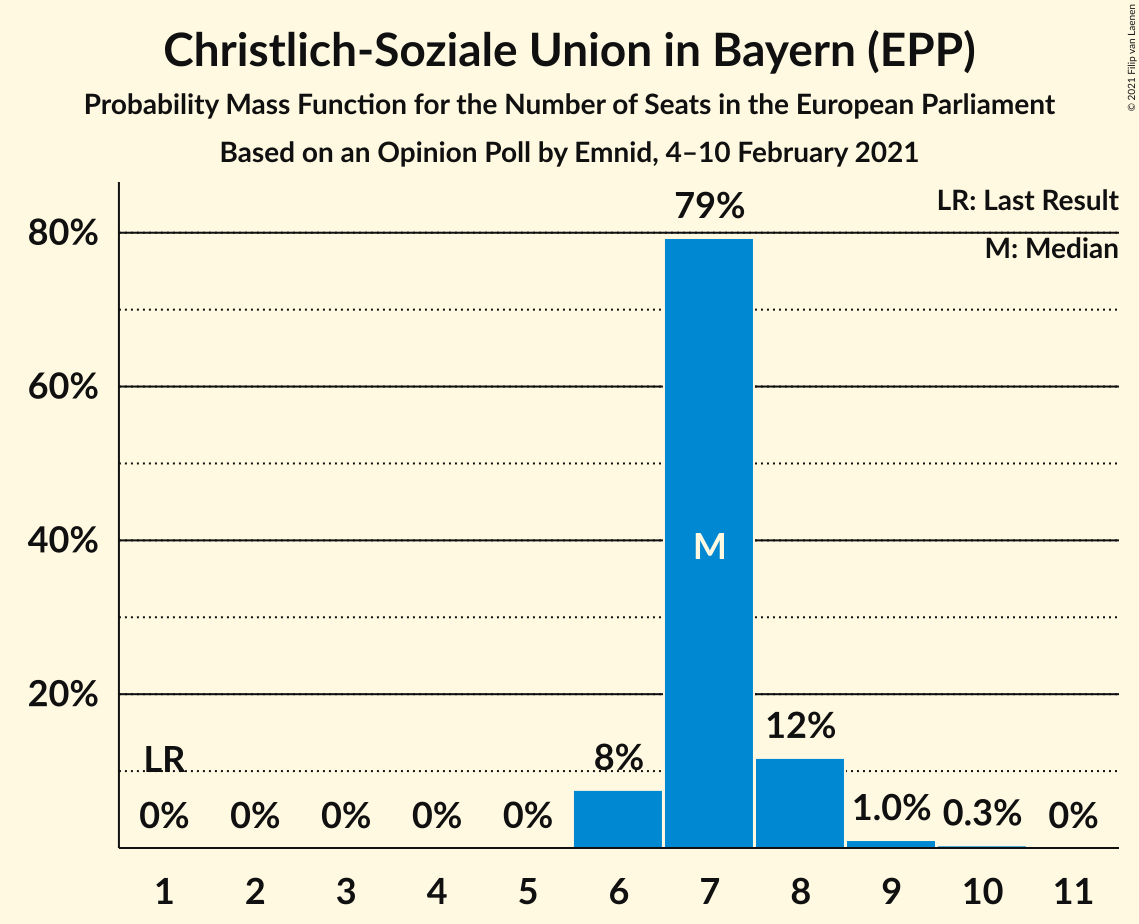 Christlich-Soziale Union in Bayern (EPP)
Probability Mass Function for the Number of Seats in the European Parliament
Based on an Opinion Poll by Emnid, 4–10 February 2021
© 2021 Filip van Laenen
LR: Last Result
M: Median
80%
60%
40%
20%
79%
M
LR
0% 0% 0% 0% 0% 8% 12% 1.0% 0.3% 0%
1 2 3 4 5 6 7 8 9 10 11